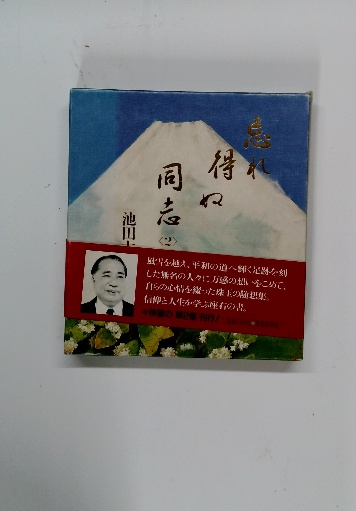 忘れ
得ぬ
同志
〈2〉
池田
風雪を越え、平和の道へ輝く足跡を刻
した無名の人々に万感の想いをこめて、
自らの心情を綴った珠玉の随想集。
信仰と人生を学ぶ座右の書。